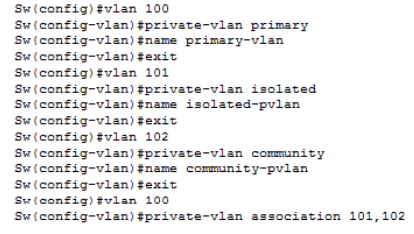 Sw(config)#vlan 100
Sw(config-vlan)#private-vlan primary
Sw(config-vlan)#name primary-vlan
Sw(config-vlan)#exit
Sw(config)#vlan 101
Sw(config-vlan)#private-vlan isolated
Sw(config-vlan)#name isolated-pvlan
Sw(config-vlan)#exit
Sw(config)#vlan 102
Sw(config-vlan)#private-vlan community
Sw(config-vlan)#name community-pvlan
Sw(config-vlan)#exit
Sw(config)#vlan 100
Sw(config-vlan)#private-vlan association 101,102